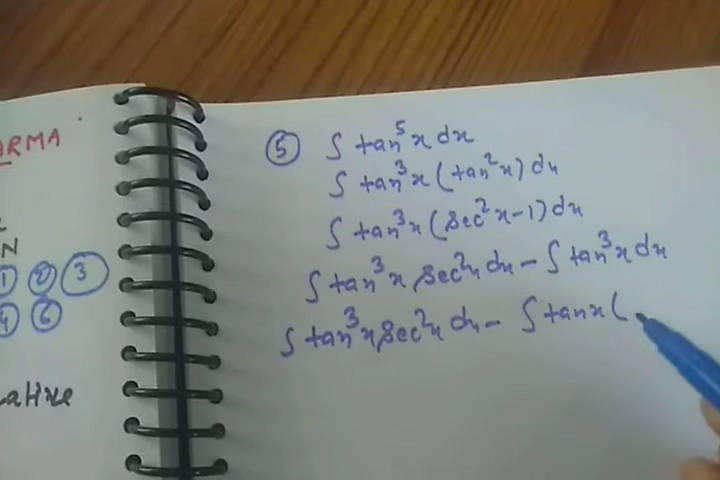 ARMA
N
① ② ③
④ ⑥
ative
⑤ ∫ tan⁵x dx
∫ tan³x (tan²x) dx
∫ tan³x (sec²x-1) dx
∫ tan³x sec²x dx - ∫ tan³x dx
∫ tan³x sec²x dx - ∫ tanx (